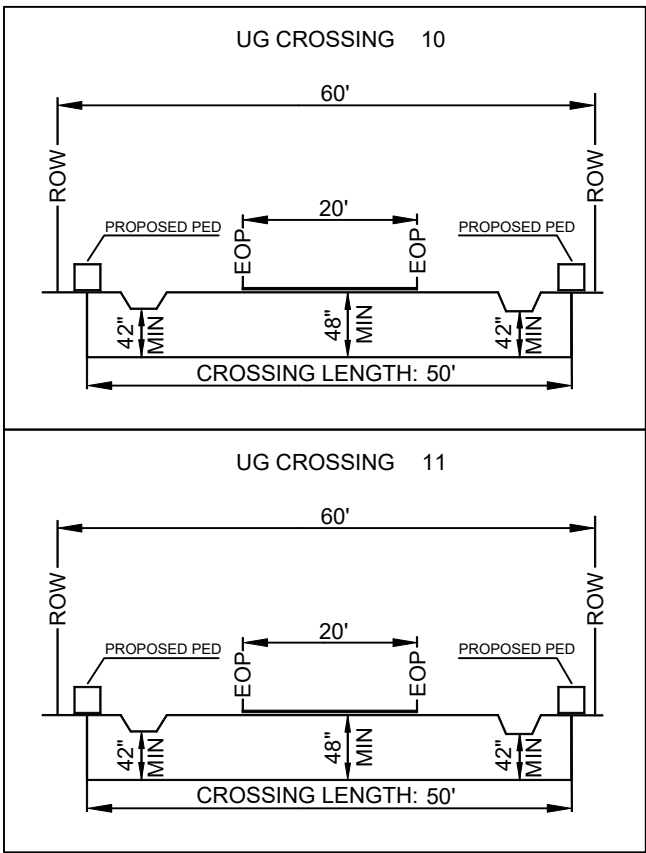 UG CROSSING 10
60'
ROW
ROW
PROPOSED PED
20'
PROPOSED PED
EOP
EOP
42"
MIN
48"
MIN
42"
MIN
CROSSING LENGTH: 50'
UG CROSSING 11
60'
ROW
ROW
PROPOSED PED
20'
PROPOSED PED
EOP
EOP
42"
MIN
48"
MIN
42"
MIN
CROSSING LENGTH: 50'